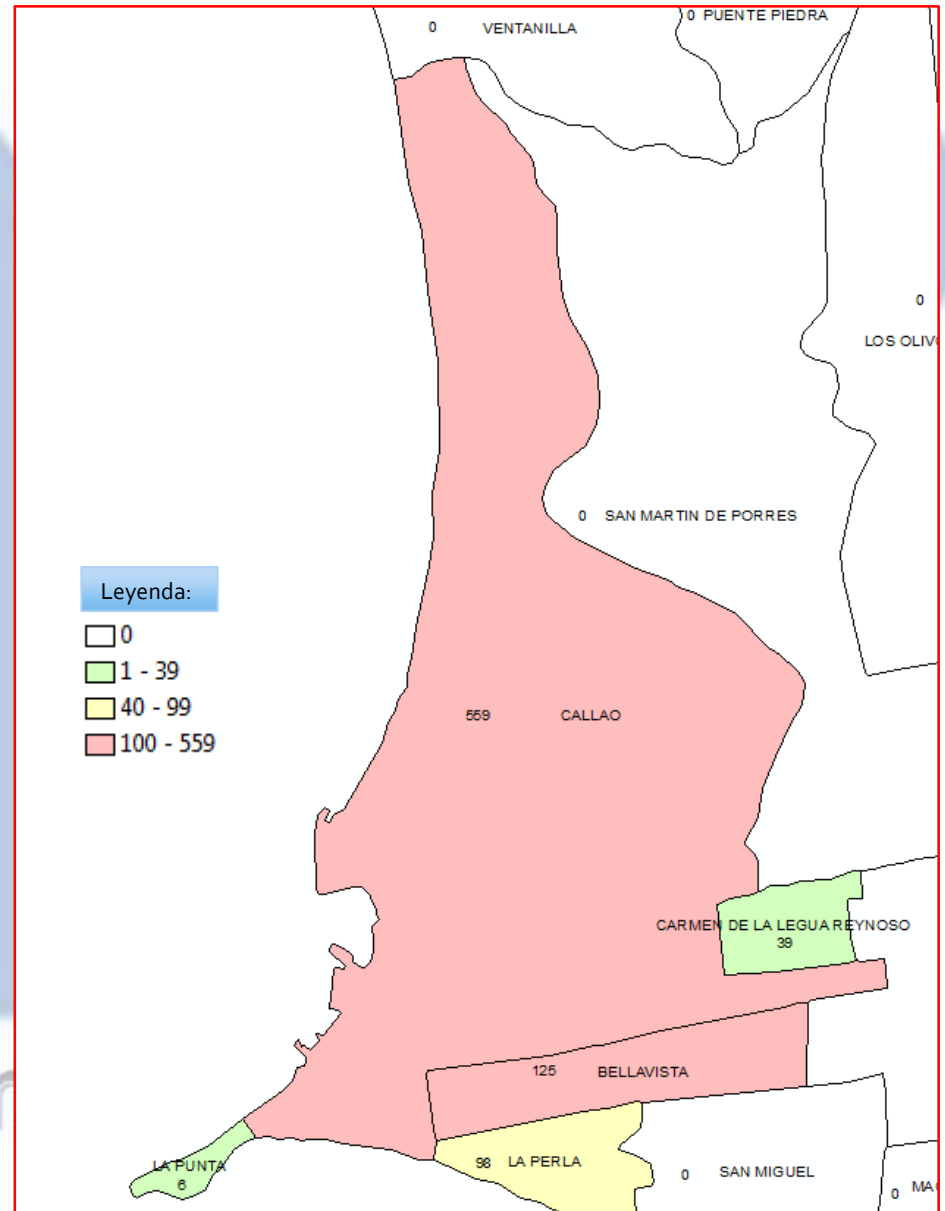 0 VENTANILLA
0 PUENTE PIEDRA
0
LOS OLIV
0 SAN MARTIN DE PORRES
Leyenda:
0
1 - 39
40 - 99
100 - 559
559 CALLAO
CARMEN DE LA LEGUA REYNOSO
39
125 BELLAVISTA
LA PUNTA
6
98 LA PERLA
0 SAN MIGUEL
0 MA